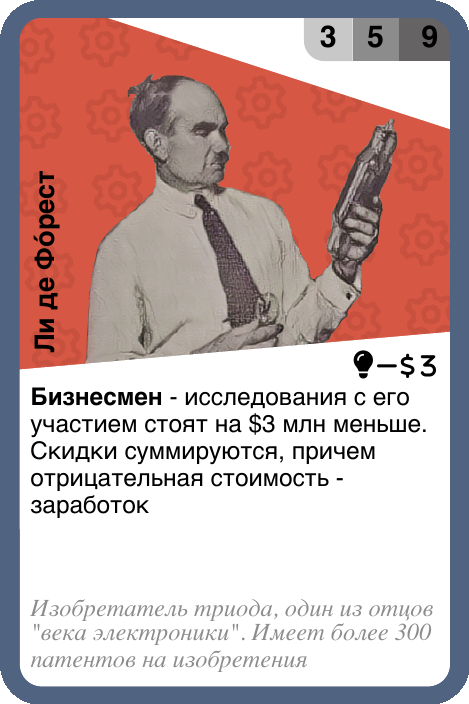 3 5 9
Ли де Фо́рест
–$3
Бизнесмен - исследования с его
участием стоят на $3 млн меньше.
Скидки суммируются, причем
отрицательная стоимость -
заработок
Изобретатель триода, один из отцов
"века электроники". Имеет более 300
патентов на изобретения